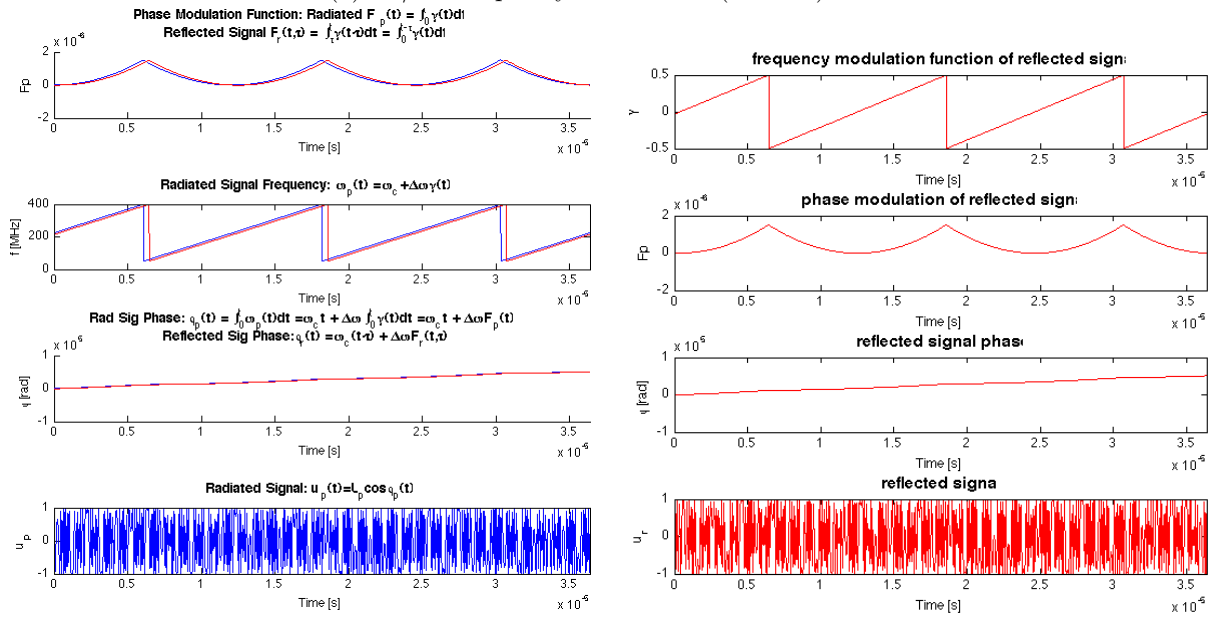 Phase Modulation Function: Radiated F_p(t) = ∫_0 γ(t)dt
Reflected Signal F_r(t,τ) = ∫_τ γ(t-τ)dt = ∫_0^{t-τ} γ(t)dt
x 10^-6
2
0
-2
Fp
0 0.5 1 1.5 2 2.5 3 3.5
Time [s]
x 10^-5
Radiated Signal Frequency: ω_p(t) =ω_c +Δωγ(t)
400
200
0
f [MHz]
0 0.5 1 1.5 2 2.5 3 3.5
Time [s]
x 10^-5
Rad Sig Phase: φ_p(t) = ∫_0 ω_p(t)dt =ω_c t + Δω ∫_0 γ(t)dt =ω_c t + ΔωF_p(t)
Reflected Sig Phase: φ_r(t) =ω_c(t-τ) + ΔωF_r(t,τ)
x 10^5
1
0
-1
[rad]
0 0.5 1 1.5 2 2.5 3 3.5
Time [s]
x 10^-5
Radiated Signal: u_p(t)=U_p cos φ_p(t)
1
0
-1
u_p
0 0.5 1 1.5 2 2.5 3 3.5
Time [s]
x 10^-5
frequency modulation function of reflected sign
0.5
0
-0.5
γ
0 0.5 1 1.5 2 2.5 3 3.5
Time [s]
x 10^-5
phase modulation of reflected sign
x 10^-6
2
0
-2
Fp
0 0.5 1 1.5 2 2.5 3 3.5
Time [s]
x 10^-5
reflected signal phase
x 10^5
1
0
-1
[rad]
0 0.5 1 1.5 2 2.5 3 3.5
Time [s]
x 10^-5
reflected signa
1
0
-1
u_r
0 0.5 1 1.5 2 2.5 3 3.5
Time [s]
x 10^-5